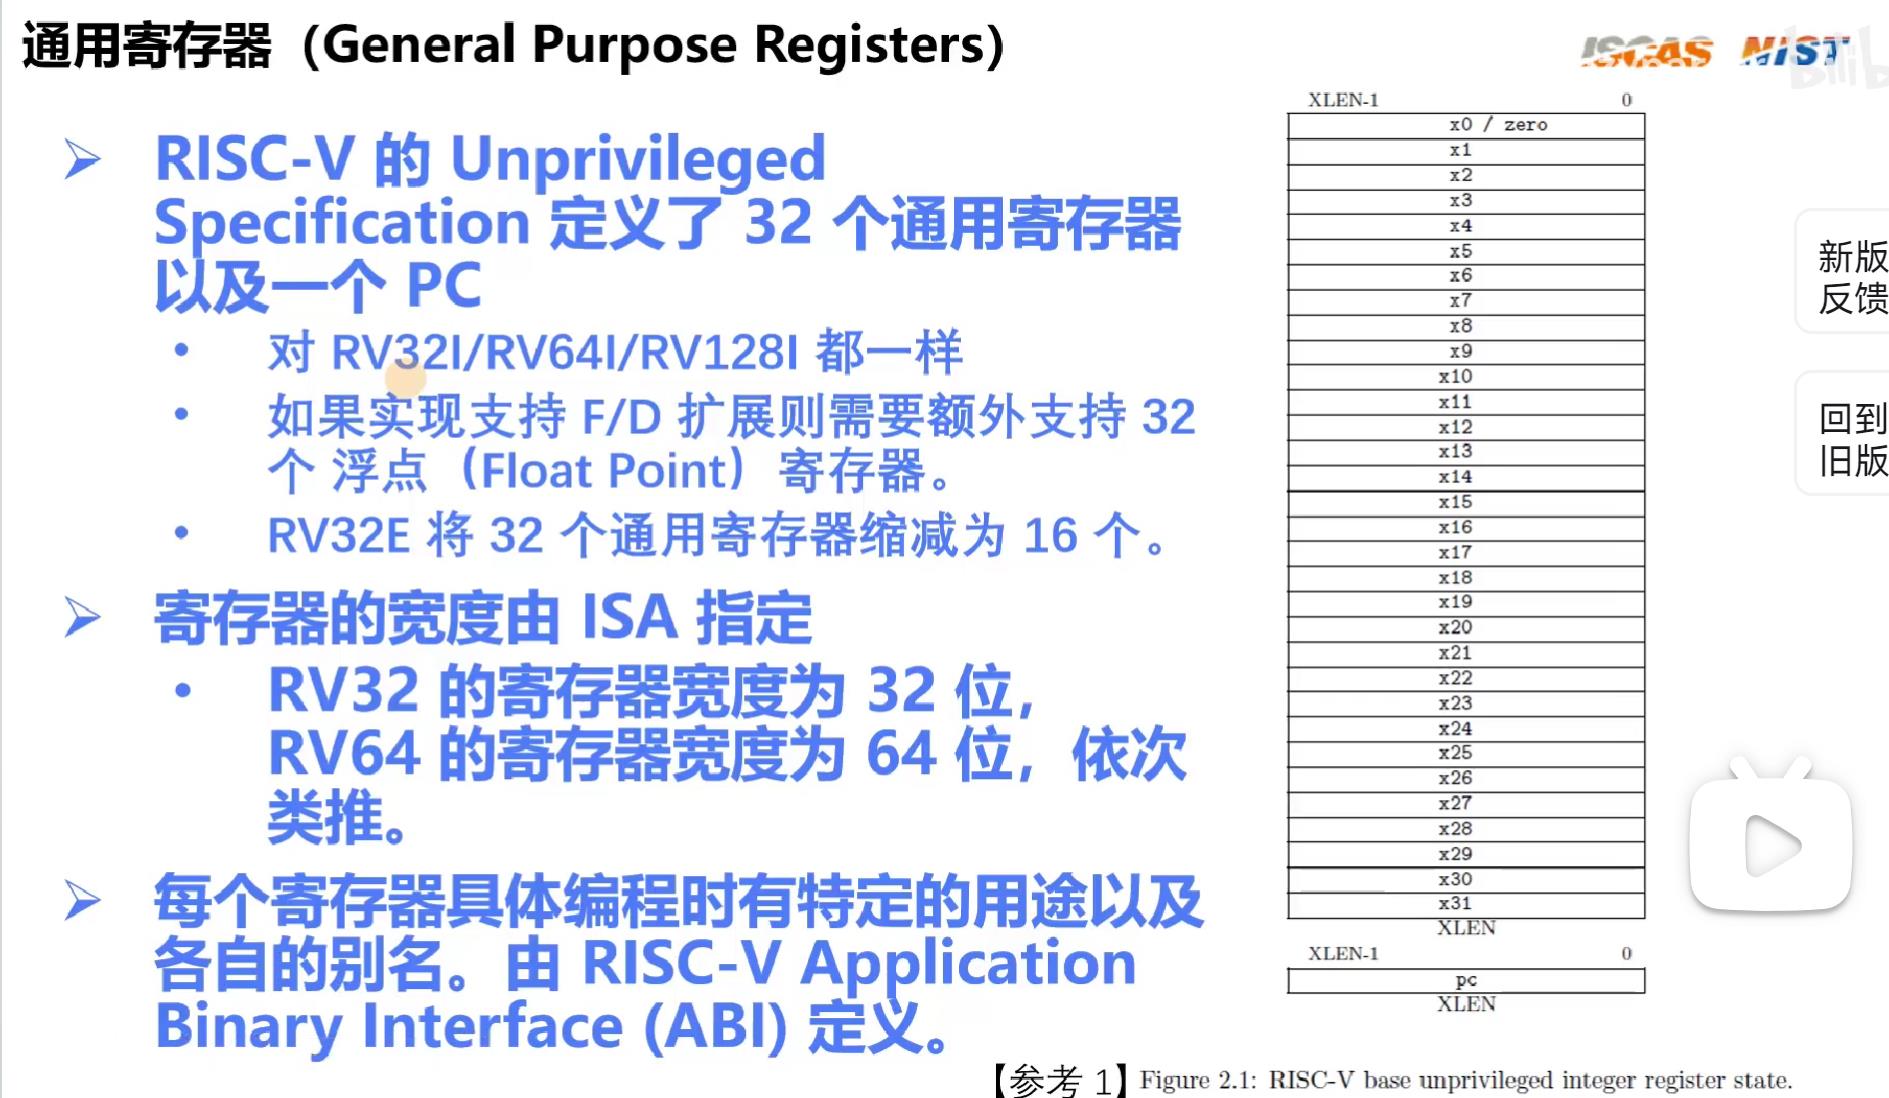 通用寄存器（General Purpose Registers）
ISCAS MIST
➢ RISC-V 的 Unprivileged
Specification 定义了 32 个通用寄存器
以及一个 PC
• 对 RV32I/RV64I/RV128I 都一样
• 如果实现支持 F/D 扩展则需要额外支持 32
个 浮点（Float Point）寄存器。
• RV32E 将 32 个通用寄存器缩减为 16 个。
➢ 寄存器的宽度由 ISA 指定
• RV32 的寄存器宽度为 32 位，
RV64 的寄存器宽度为 64 位，依次
类推。
➢ 每个寄存器具体编程时有特定的用途以及
各自的别名。由 RISC-V Application
Binary Interface (ABI) 定义。
XLEN-1 0
x0 / zero
x1
x2
x3
x4
x5
x6
x7
x8
x9
x10
x11
x12
x13
x14
x15
x16
x17
x18
x19
x20
x21
x22
x23
x24
x25
x26
x27
x28
x29
x30
x31
XLEN
XLEN-1 0
pc
XLEN
【参考 1】Figure 2.1: RISC-V base unprivileged integer register state.
新版
反馈
回到
旧版